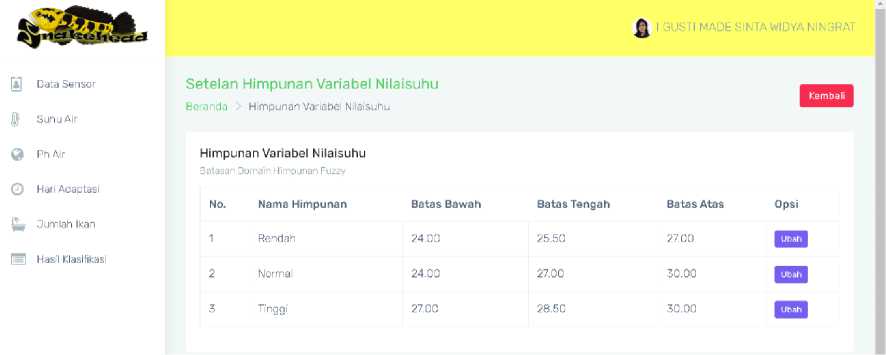 Snakehead
I GUSTI MADE SINTA WIDYA NINGRAT
Data Sensor
Suhu Air
Ph Air
Hari Adaptasi
Jumlah Ikan
Hasil Klasifikasi
Setelan Himpunan Variabel Nilaisuhu
Beranda > Himpunan Variabel Nilaisuhu
Kembali
Himpunan Variabel Nilaisuhu
Batasan Domain Himpunan Fuzzy
No. Nama Himpunan Batas Bawah Batas Tengah Batas Atas Opsi
1 Rendah 24.00 25.50 27.00 Ubah
2 Normal 24.00 27.00 30.00 Ubah
3 Tinggi 27.00 28.50 30.00 Ubah